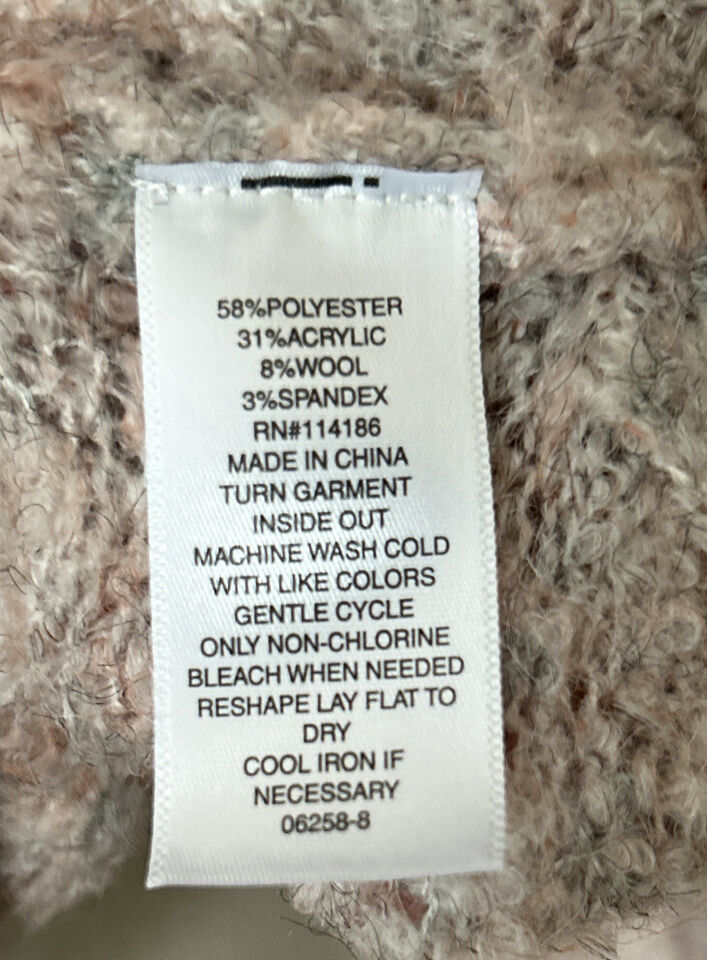 58%POLYESTER
31%ACRYLIC
8%WOOL
3%SPANDEX
RN#114186
MADE IN CHINA
TURN GARMENT
INSIDE OUT
MACHINE WASH COLD
WITH LIKE COLORS
GENTLE CYCLE
ONLY NON-CHLORINE
BLEACH WHEN NEEDED
RESHAPE LAY FLAT TO
DRY
COOL IRON IF
NECESSARY
06258-8